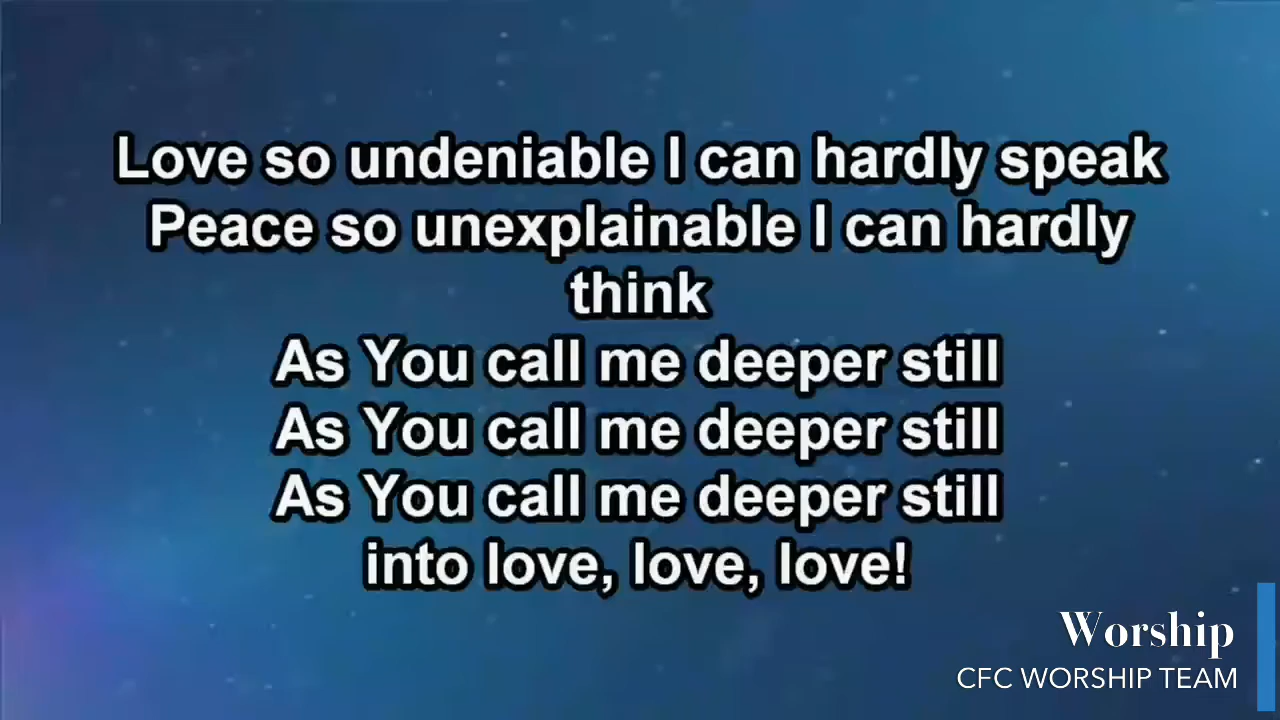 Love so undeniable I can hardly speak
Peace so unexplainable I can hardly
think
As You call me deeper still
As You call me deeper still
As You call me deeper still
into love, love, love!
Worship
CFC WORSHIP TEAM